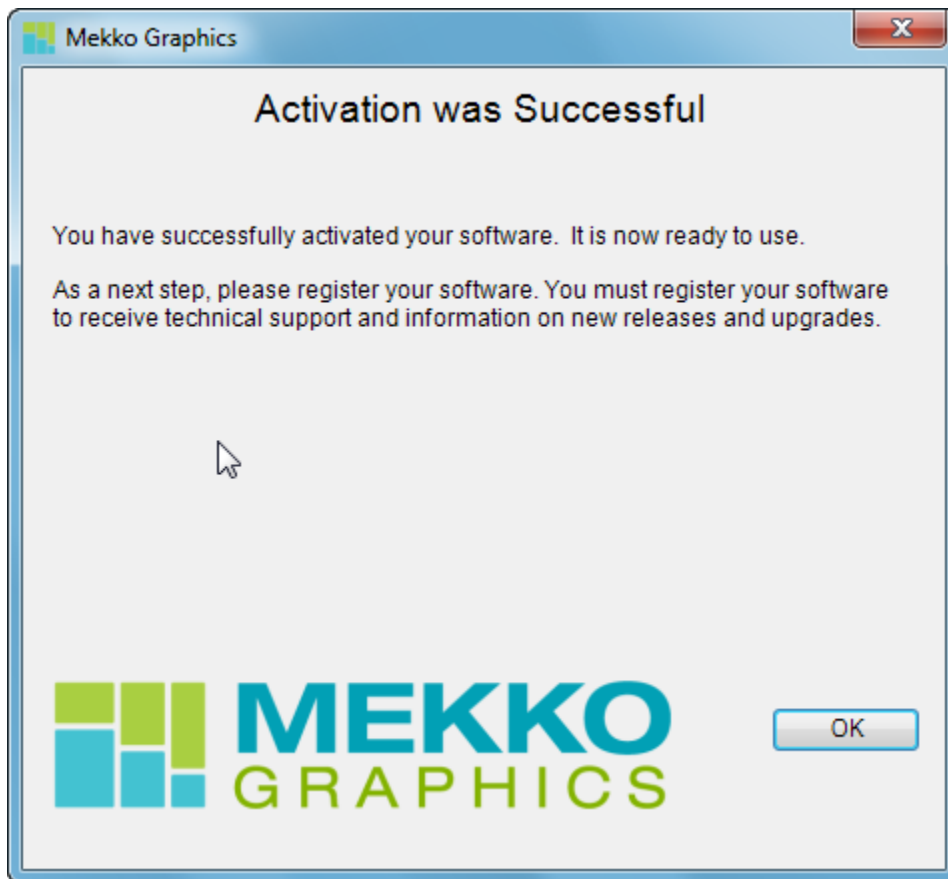 Mekko Graphics
Activation was Successful
You have successfully activated your software.  It is now ready to use.
As a next step, please register your software. You must register your software
to receive technical support and information on new releases and upgrades.
MEKKO
GRAPHICS
OK